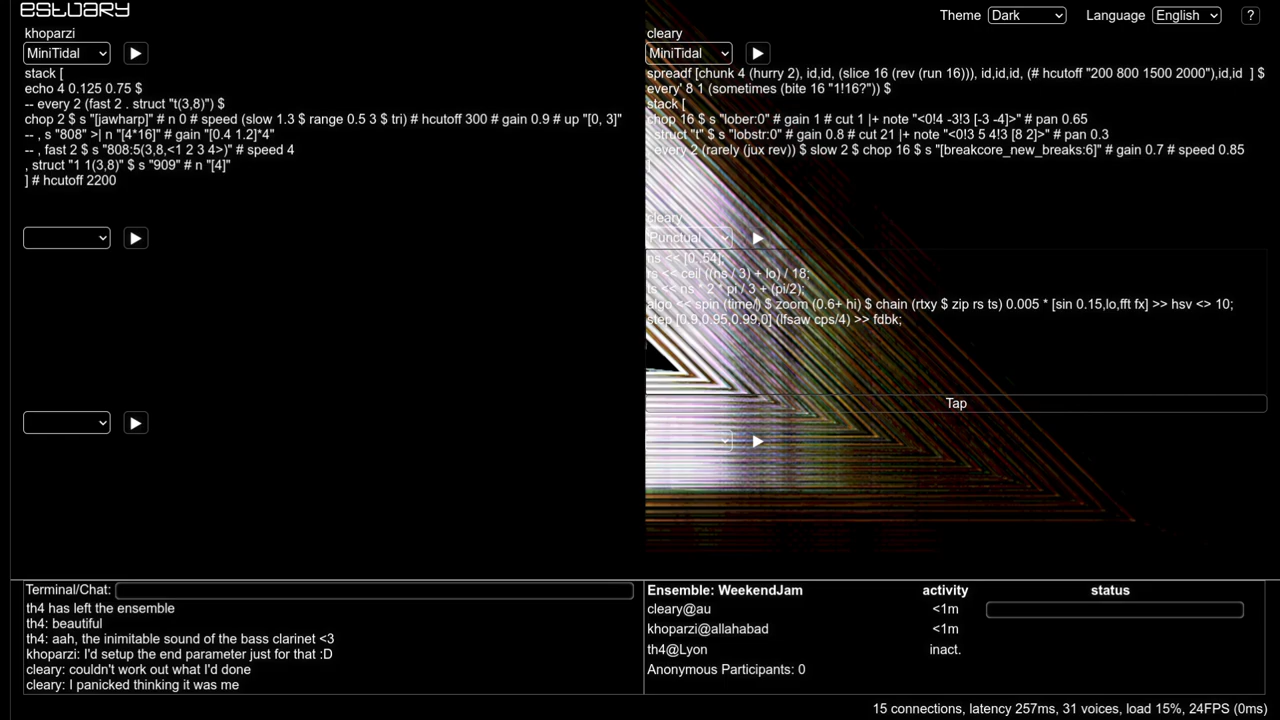 estuary
Theme Dark Language English ?
khoparzi
MiniTidal
stack [
echo 4 0.125 0.75 $
-- every 2 (fast 2 . struct "t(3,8)") $
chop 2 $ s "[jawharp]" # n 0 # speed (slow 1.3 $ range 0.5 3 $ tri) # hcutoff 300 # gain 0.9 # up "[0, 3]"
-- , s "808" >| n "[4*16]" # gain "[0.4 1.2]*4"
-- , fast 2 $ s "808:5(3,8,<1 2 3 4>)" # speed 4
, struct "1 1(3,8)" $ s "909" # n "[4]"
] # hcutoff 2200
cleary
MiniTidal
spreadf [chunk 4 (hurry 2), id,id, (slice 16 (rev (run 16))), id,id,id, (# hcutoff "200 800 1500 2000"),id,id ] $
every' 8 1 (sometimes (bite 16 "1!16?")) $
stack [
chop 16 $ s "lober:0" # gain 1 # cut 1 |+ note "<0!4 -3!3 [-3 -4]>" # pan 0.65
, struct "t" $ s "lobstr:0" # gain 0.8 # cut 21 |+ note "<0!3 5 4!3 [8 2]>" # pan 0.3
, every 2 (rarely (jux rev)) $ slow 2 $ chop 16 $ s "[breakcore_new_breaks:6]" # gain 0.7 # speed 0.85
]
cleary
Punctual
ns << [0..54];
rs << ceil ((ns / 3) + lo) / 18;
ts << ns * 2 * pi / 3 + (pi/2);
algo << spin (time/) $ zoom (0.6+ hi) $ chain (rtxy $ zip rs ts) 0.005 * [sin 0.15,lo,fft fx] >> hsv <> 10;
step [0.9,0.95,0.99,0] (lfsaw cps/4) >> fdbk;
Tap
Terminal/Chat:
th4 has left the ensemble
th4: beautiful
th4: aah, the inimitable sound of the bass clarinet <3
khoparzi: I'd setup the end parameter just for that :D
cleary: couldn't work out what I'd done
cleary: I panicked thinking it was me
Ensemble: WeekendJam activity status
cleary@au <1m
khoparzi@allahabad <1m
th4@Lyon inact.
Anonymous Participants: 0
15 connections, latency 257ms, 31 voices, load 15%, 24FPS (0ms)